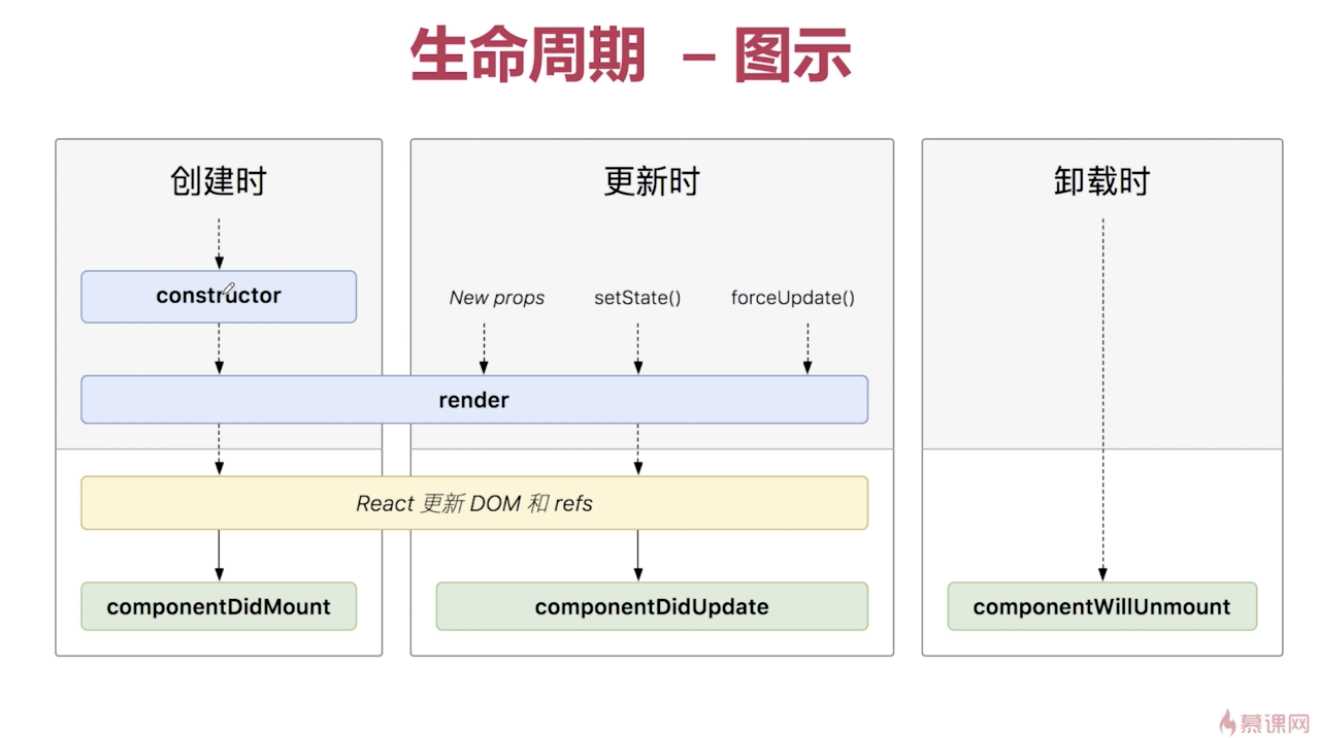 生命周期 – 图示
创建时
更新时
卸载时
constructor
New props
setState()
forceUpdate()
render
React 更新 DOM 和 refs
componentDidMount
componentDidUpdate
componentWillUnmount
慕课网